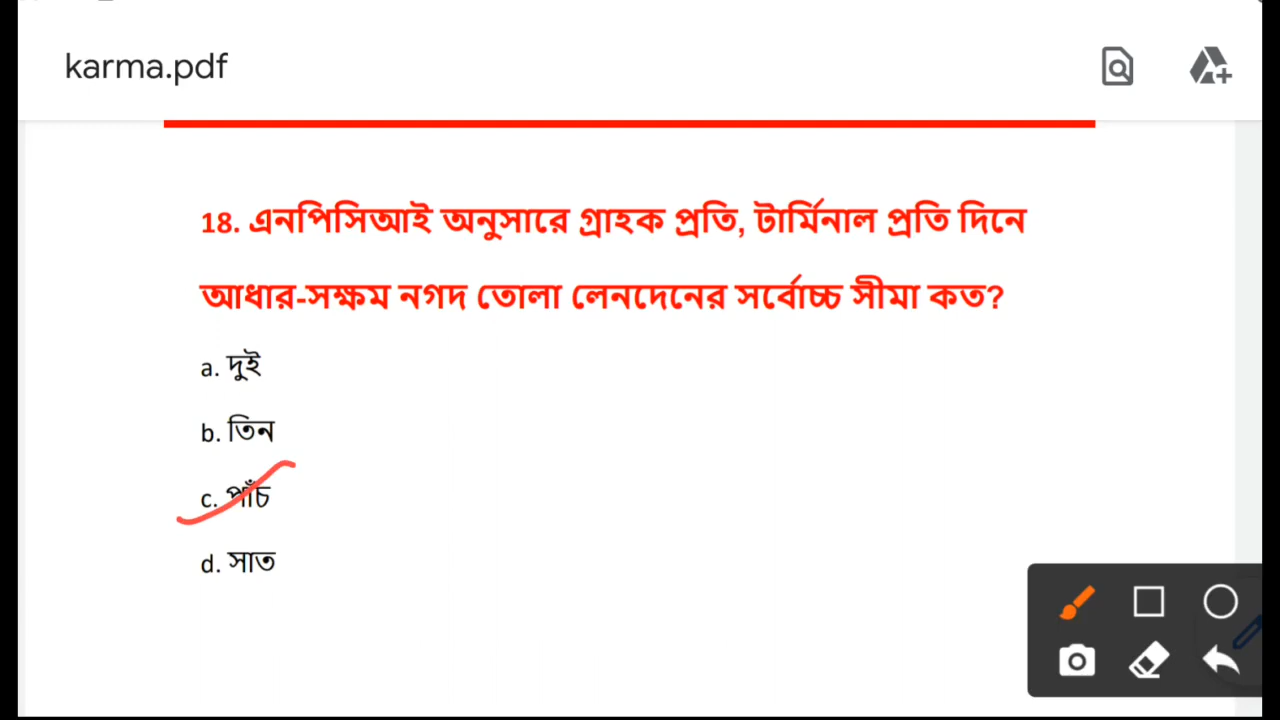 karma.pdf
18. এনপিসিআই অনুসারে গ্রাহক প্রতি, টার্মিনাল প্রতি দিনে
আধার-সক্ষম নগদ তোলা লেনদেনের সর্বোচ্চ সীমা কত?
a. দুই
b. তিন
c. পাঁচ
d. সাত